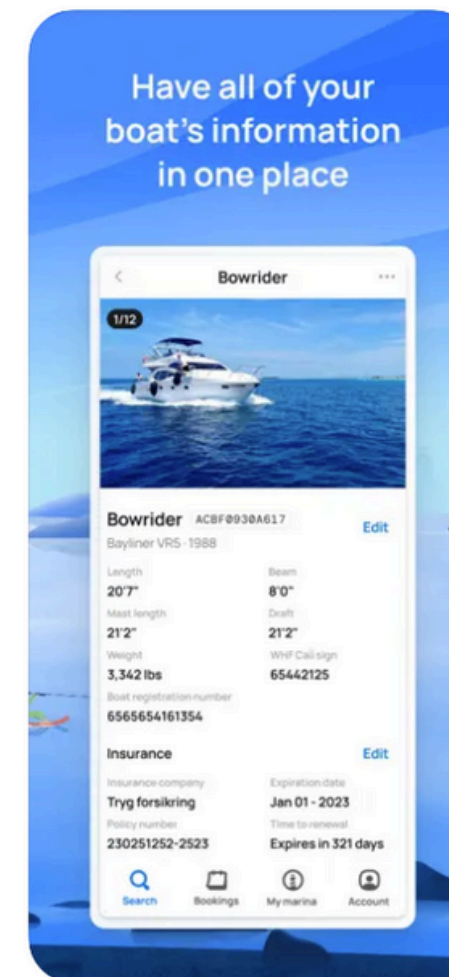 Have all of your
boat's information
in one place
Bowrider
1/12
Bowrider ACBF0930A617 Edit
Bayliner VR5 · 1988
Length Beam
20'7" 8'0"
Mast length Draft
21'2" 21'2"
Weight WHF Call sign
3,342 lbs 65442125
Boat registration number
6565654161354
Insurance Edit
Insurance company Expiration date
Tryg forsikring Jan 01 - 2023
Policy number Time to renewal
230251252-2523 Expires in 321 days
Search Bookings My marina Account